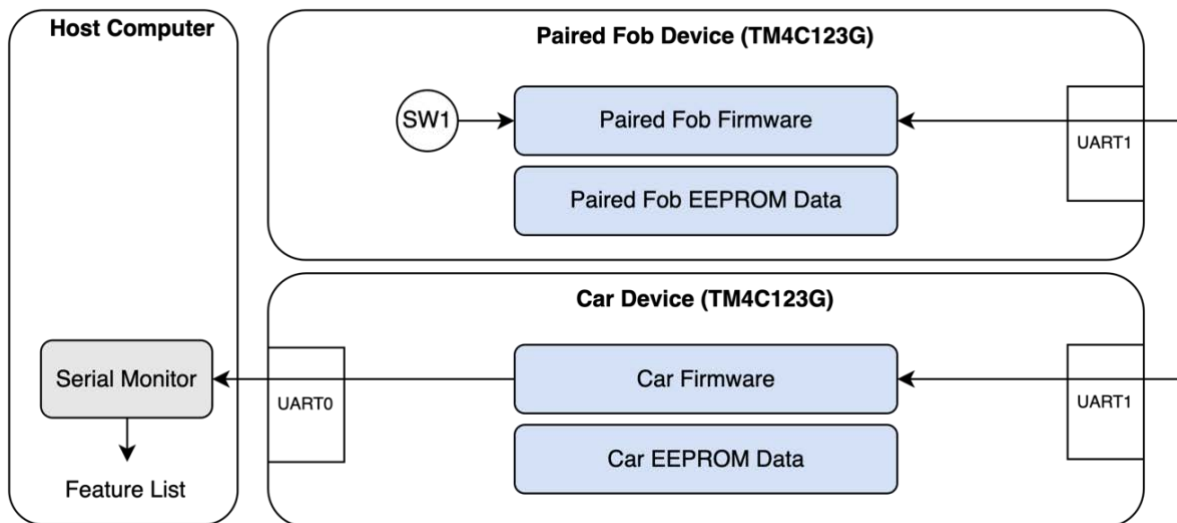 Host Computer
Paired Fob Device (TM4C123G)
SW1
Paired Fob Firmware
UART1
Paired Fob EEPROM Data
Car Device (TM4C123G)
Serial Monitor
UART0
Car Firmware
UART1
Car EEPROM Data
Feature List